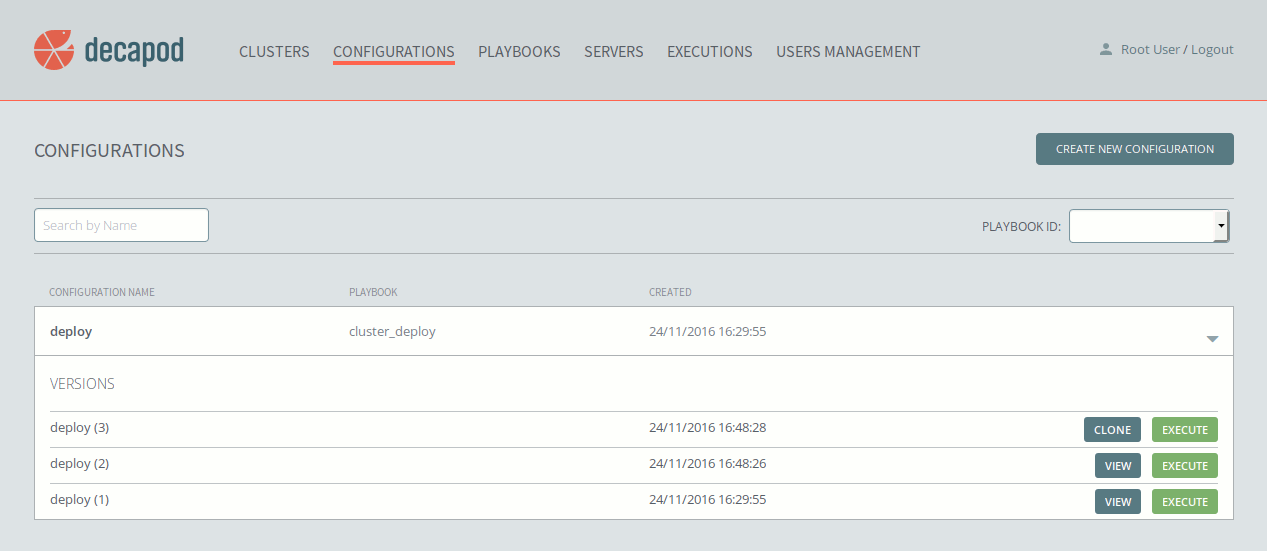 decapod
CLUSTERS CONFIGURATIONS PLAYBOOKS SERVERS EXECUTIONS USERS MANAGEMENT Root User / Logout
CONFIGURATIONS CREATE NEW CONFIGURATION
Search by Name PLAYBOOK ID:
CONFIGURATION NAME PLAYBOOK CREATED
deploy cluster_deploy 24/11/2016 16:29:55
VERSIONS
deploy (3) 24/11/2016 16:48:28 CLONE EXECUTE
deploy (2) 24/11/2016 16:48:26 VIEW EXECUTE
deploy (1) 24/11/2016 16:29:55 VIEW EXECUTE